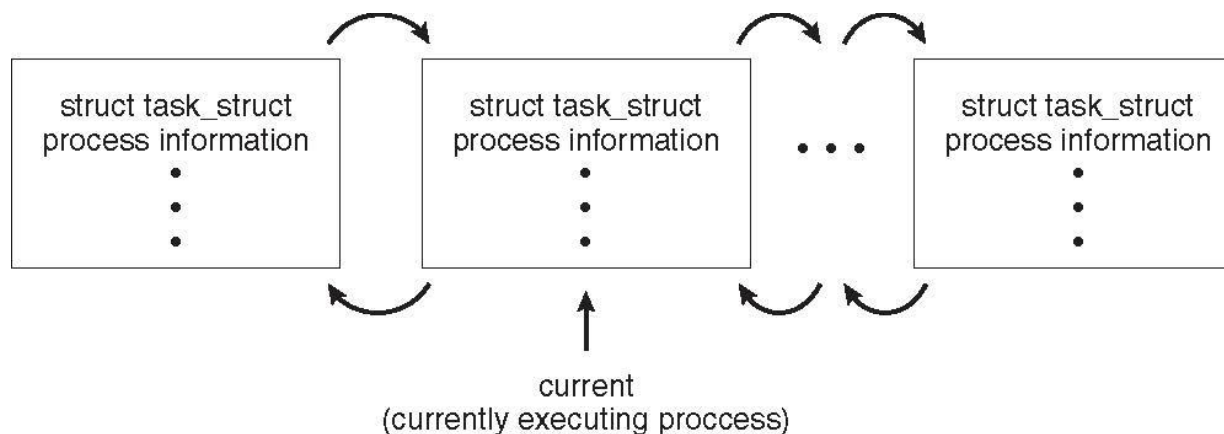 struct task_struct
process information
struct task_struct
process information
struct task_struct
process information
current
(currently executing proccess)